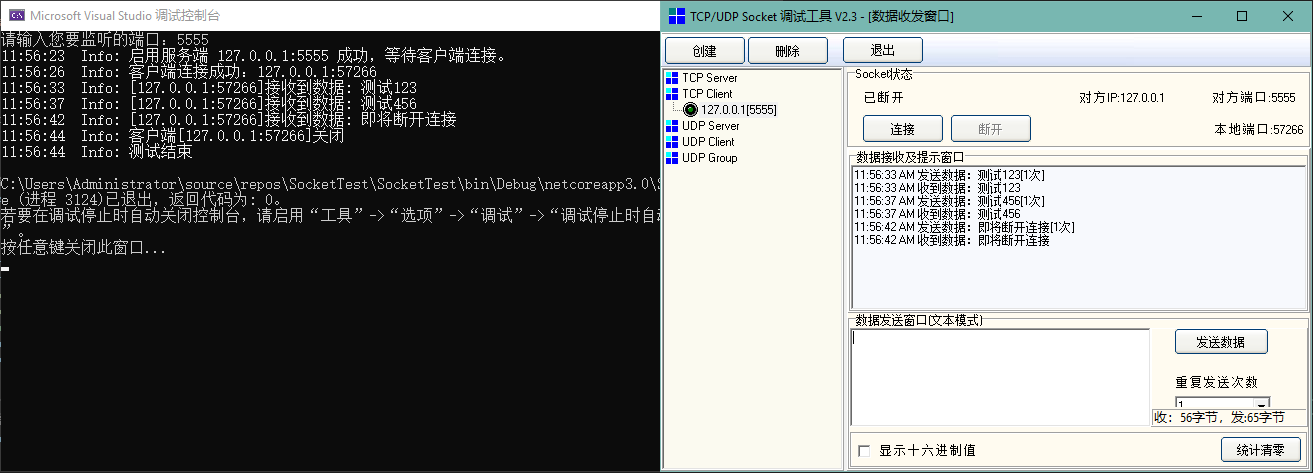 Microsoft Visual Studio 调试控制台
请输入您要监听的端口: 5555
11:56:23  Info: 启用服务端 127.0.0.1:5555 成功，等待客户端连接。
11:56:26  Info: 客户端连接成功: 127.0.0.1:57266
11:56:33  Info: [127.0.0.1:57266]接收到数据: 测试123
11:56:37  Info: [127.0.0.1:57266]接收到数据: 测试456
11:56:42  Info: [127.0.0.1:57266]接收到数据: 即将断开连接
11:56:44  Info: 客户端[127.0.0.1:57266]关闭
11:56:44  Info: 测试结束
C:\Users\Administrator\source\repos\SocketTest\SocketTest\bin\Debug\netcoreapp3.0\S
e (进程 3124)已退出，返回代码为: 0。
若要在调试停止时自动关闭控制台，请启用“工具”->“选项”->“调试”->“调试停止时自动
”。
按任意键关闭此窗口...
TCP/UDP Socket 调试工具 V2.3 - [数据收发窗口]
创建 删除 退出
TCP Server
TCP Client
127.0.0.1[5555]
UDP Server
UDP Client
UDP Group
Socket状态
已断开 对方IP:127.0.0.1 对方端口:5555
连接 断开 本地端口:57266
数据接收及提示窗口
11:56:33 AM 发送数据：测试123[1次]
11:56:33 AM 收到数据：测试123
11:56:37 AM 发送数据：测试456[1次]
11:56:37 AM 收到数据：测试456
11:56:42 AM 发送数据：即将断开连接[1次]
11:56:42 AM 收到数据：即将断开连接
数据发送窗口(文本模式)
发送数据
重复发送次数
1
收：56字节，发:65字节
显示十六进制值 统计清零